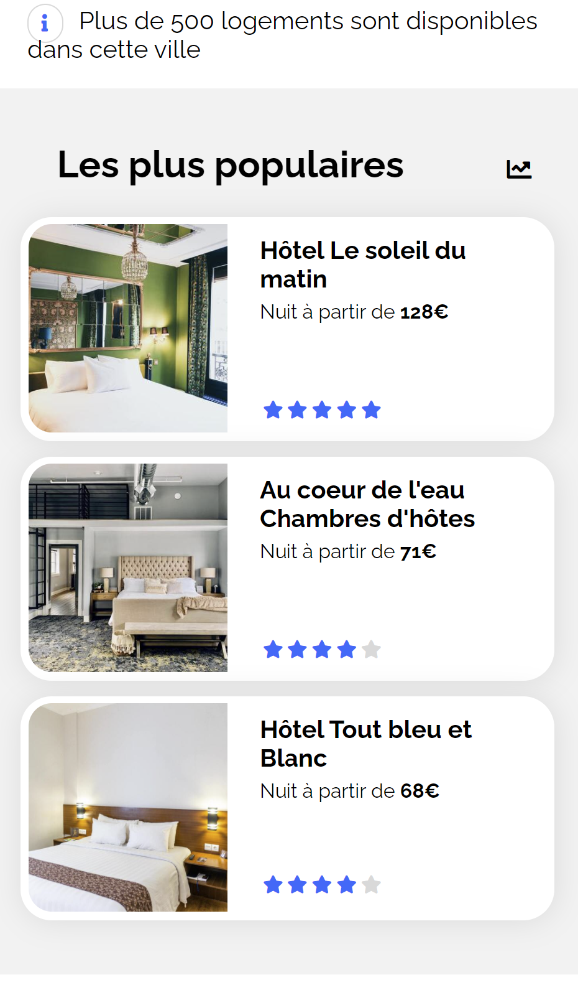 Plus de 500 logements sont disponibles
dans cette ville
Les plus populaires
Hôtel Le soleil du
matin
Nuit à partir de 128€
Au coeur de l'eau
Chambres d'hôtes
Nuit à partir de 71€
Hôtel Tout bleu et
Blanc
Nuit à partir de 68€